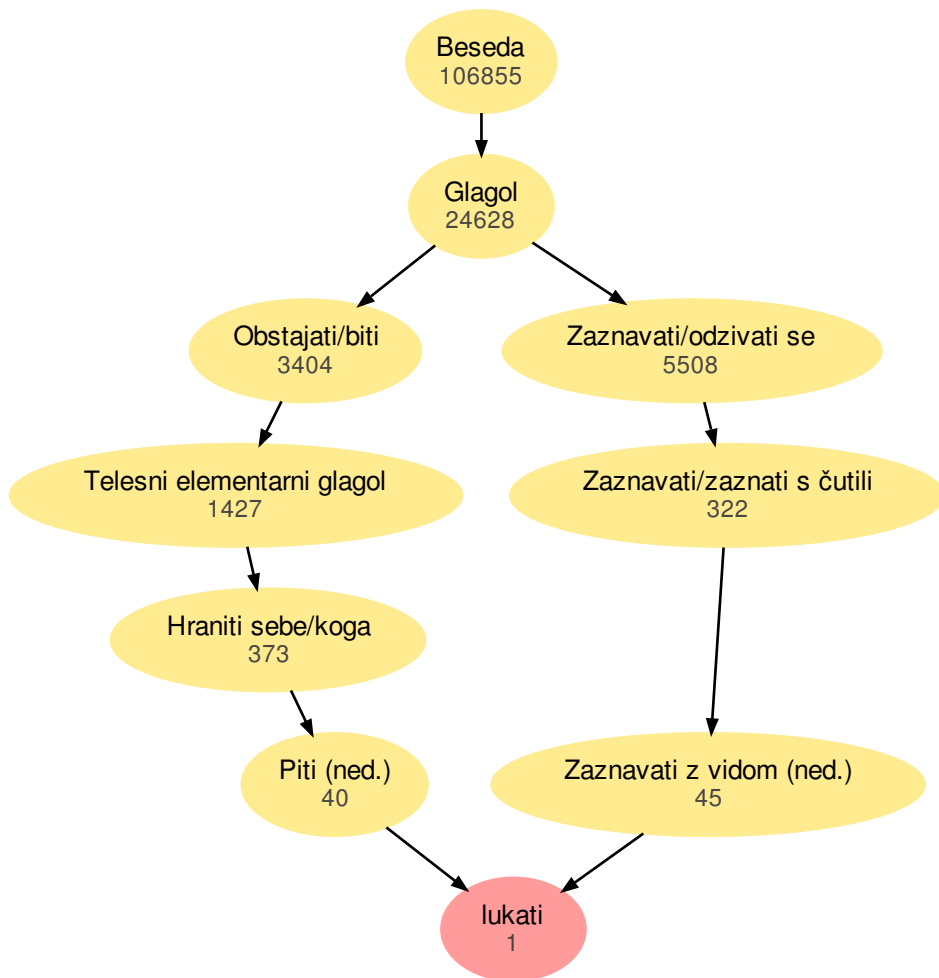 Beseda
106855
Glagol
24628
Obstajati/biti
3404
Zaznavati/odzivati se
5508
Telesni elementarni glagol
1427
Zaznavati/zaznati s čutili
322
Hraniti sebe/koga
373
Piti (ned.)
40
Zaznavati z vidom (ned.)
45
lukati
1